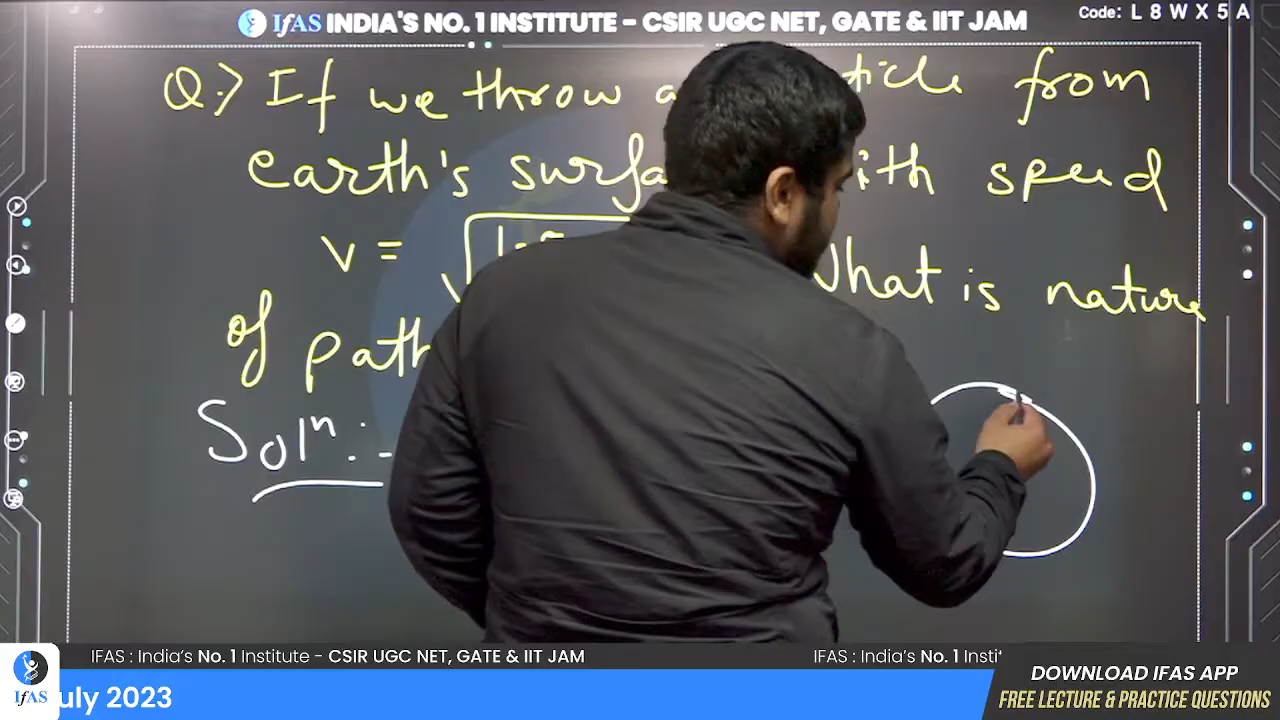 IFAS INDIA'S NO. 1 INSTITUTE - CSIR UGC NET, GATE & IIT JAM
Code: L 8 W X 5 A
Q.> If we throw a from
earth's surfa ith speed
v = What is nature
of path
Solⁿ:-
IFAS : India's No. 1 Institute - CSIR UGC NET, GATE & IIT JAM
IFAS : India's No. 1 Insti
DOWNLOAD IFAS APP
FREE LECTURE & PRACTICE QUESTIONS
IfAS
uly 2023